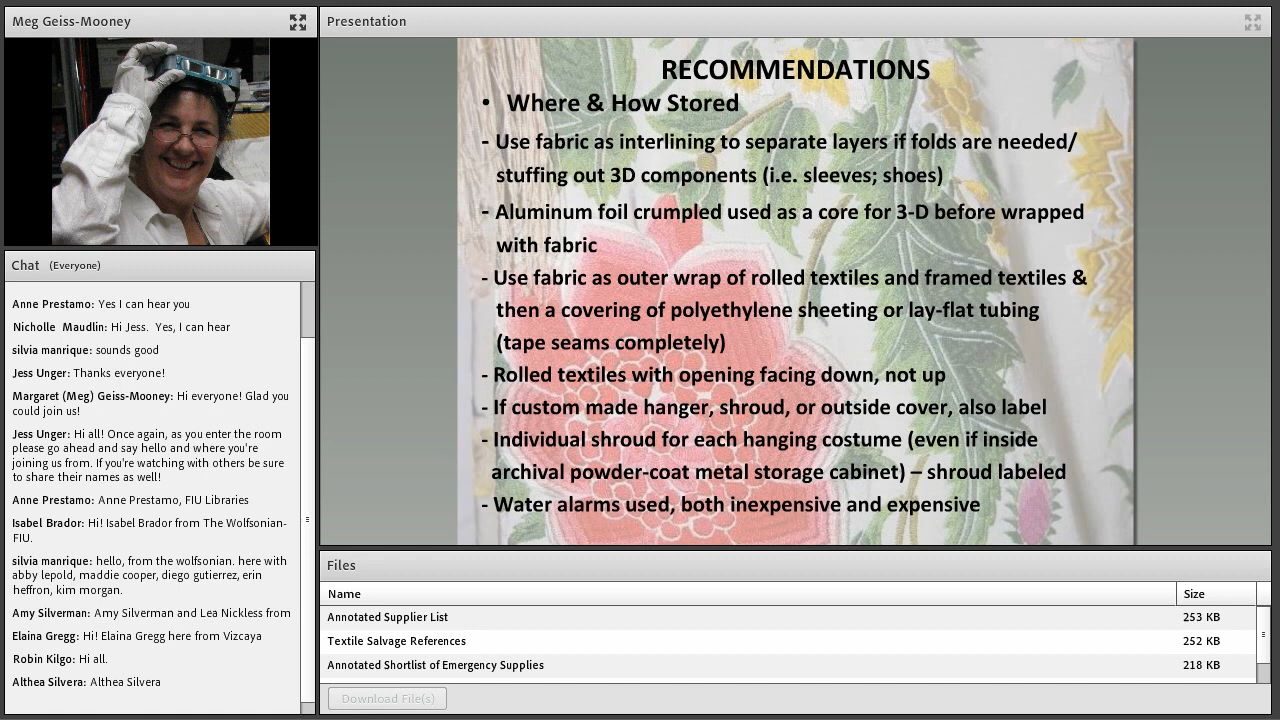 Meg Geiss-Mooney
Chat (Everyone)
Anne Prestamo: Yes I can hear you
Nicholle Maudlin: Hi Jess. Yes, I can hear
silvia manrique: sounds good
Jess Unger: Thanks everyone!
Margaret (Meg) Geiss-Mooney: Hi everyone! Glad you
could join us!
Jess Unger: Hi all! Once again, as you enter the room
please go ahead and say hello and where you're
joining us from. If you're watching with others be sure
to share their names as well!
Anne Prestamo: Anne Prestamo, FIU Libraries
Isabel Brador: Hi! Isabel Brador from The Wolfsonian-
FIU.
silvia manrique: hello, from the wolfsonian. here with
abby lepold, maddie cooper, diego gutierrez, erin
heffron, kim morgan.
Amy Silverman: Amy Silverman and Lea Nickless from
Elaina Gregg: Hi! Elaina Gregg here from Vizcaya
Robin Kilgo: Hi all.
Althea Silvera: Althea Silvera
Presentation
RECOMMENDATIONS
• Where & How Stored
- Use fabric as interlining to separate layers if folds are needed/
stuffing out 3D components (i.e. sleeves; shoes)
- Aluminum foil crumpled used as a core for 3-D before wrapped
with fabric
- Use fabric as outer wrap of rolled textiles and framed textiles &
then a covering of polyethylene sheeting or lay-flat tubing
(tape seams completely)
- Rolled textiles with opening facing down, not up
- If custom made hanger, shroud, or outside cover, also label
- Individual shroud for each hanging costume (even if inside
archival powder-coat metal storage cabinet) – shroud labeled
- Water alarms used, both inexpensive and expensive
Files
Name Size
Annotated Supplier List 253 KB
Textile Salvage References 252 KB
Annotated Shortlist of Emergency Supplies 218 KB
Download File(s)